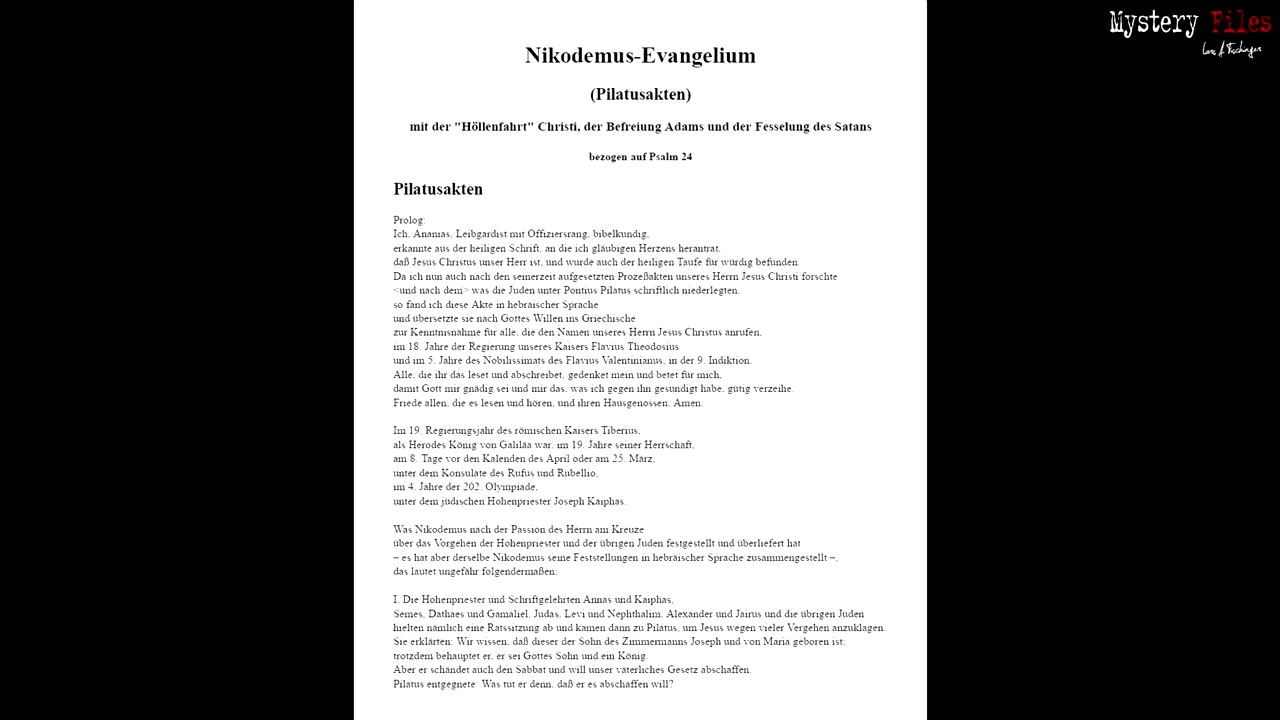 Mystery Files
Lars A Fischinger
Nikodemus-Evangelium
(Pilatusakten)
mit der "Höllenfahrt" Christi, der Befreiung Adams und der Fesselung des Satans
bezogen auf Psalm 24
Pilatusakten
Prolog:
Ich, Ananias, Leibgardist mit Offiziersrang, bibelkundig,
erkannte aus der heiligen Schrift, an die ich gläubigen Herzens herantrat,
daß Jesus Christus unser Herr ist, und wurde auch der heiligen Taufe für würdig befunden.
Da ich nun auch nach den seinerzeit aufgesetzten Prozeßakten unseres Herrn Jesus Christi forschte
<und nach dem> was die Juden unter Pontius Pilatus schriftlich niederlegten,
so fand ich diese Akte in hebräischer Sprache
und übersetzte sie nach Gottes Willen ins Griechische
zur Kenntnisnahme für alle, die den Namen unseres Herrn Jesus Christus anrufen,
im 18. Jahre der Regierung unseres Kaisers Flavius Theodosius
und im 5. Jahre des Nobilissimats des Flavius Valentinianus, in der 9. Indiktion.
Alle, die ihr das leset und abschreibet, gedenket mein und betet für mich,
damit Gott mir gnädig sei und mir das, was ich gegen ihn gesündigt habe, gütig verzeihe.
Friede allen, die es lesen und hören, und ihren Hausgenossen. Amen.
Im 19. Regierungsjahr des römischen Kaisers Tiberius,
als Herodes König von Galiläa war, im 19. Jahre seiner Herrschaft,
am 8. Tage vor den Kalenden des April oder am 25. März,
unter dem Konsulate des Rufus und Rubellio,
im 4. Jahre der 202. Olympiade,
unter dem jüdischen Hohenpriester Joseph Kaiphas.
Was Nikodemus nach der Passion des Herrn am Kreuze
über das Vorgehen der Hohenpriester und der übrigen Juden festgestellt und überliefert hat
– es hat aber derselbe Nikodemus seine Feststellungen in hebräischer Sprache zusammengestellt –,
das lautet ungefähr folgendermaßen:
I. Die Hohenpriester und Schriftgelehrten Annas und Kaiphas,
Semes, Dathaes und Gamaliel, Judas, Levi und Nephthalim, Alexander und Jairus und die übrigen Juden
hielten nämlich eine Ratssitzung ab und kamen dann zu Pilatus, um Jesus wegen vieler Vergehen anzuklagen.
Sie erklärten: Wir wissen, daß dieser der Sohn des Zimmermanns Joseph und von Maria geboren ist;
trotzdem behauptet er, er sei Gottes Sohn und ein König.
Aber er schändet auch den Sabbat und will unser väterliches Gesetz abschaffen.
Pilatus entgegnete: Was tut er denn, daß er es abschaffen will?